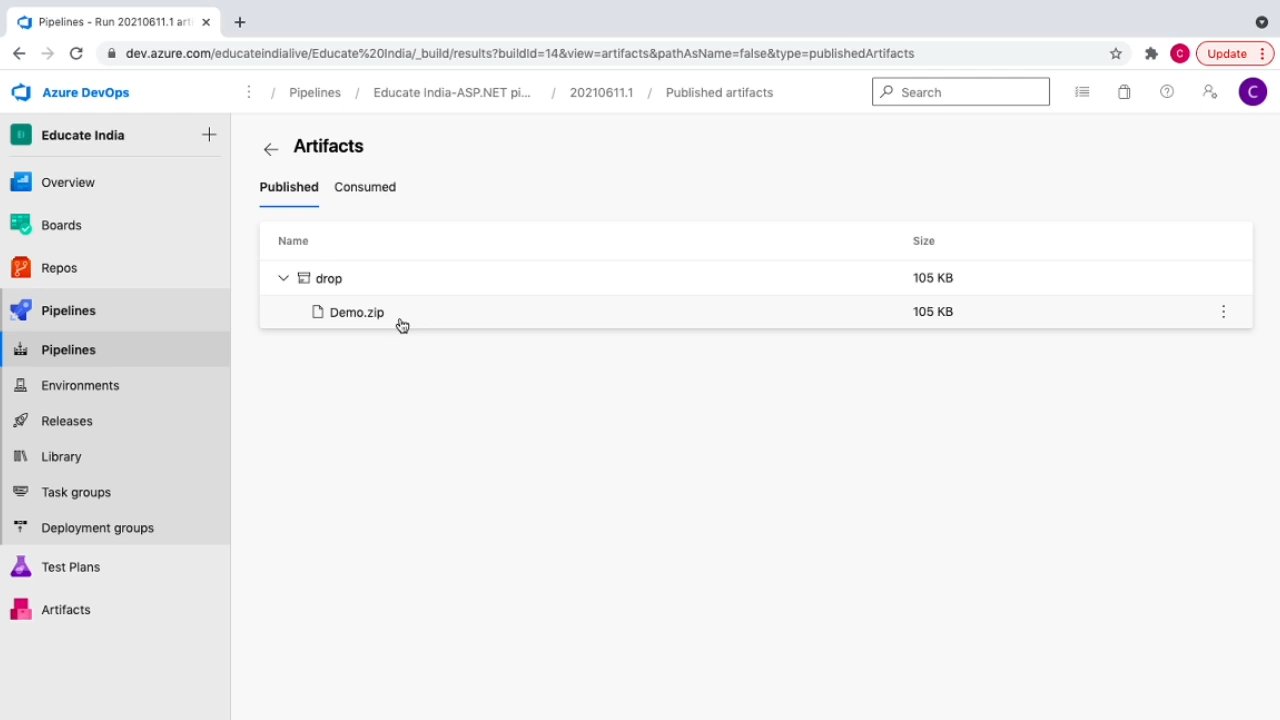 Pipelines - Run 20210611.1 arti
dev.azure.com/educateindialive/Educate%20India/_build/results?buildId=14&view=artifacts&pathAsName=false&type=publishedArtifacts
C
Update
Azure DevOps
/ Pipelines / Educate India-ASP.NET pi... / 20210611.1 / Published artifacts
Search
C
EI
Educate India
Overview
Boards
Repos
Pipelines
Pipelines
Environments
Releases
Library
Task groups
Deployment groups
Test Plans
Artifacts
Artifacts
Published Consumed
Name Size
drop 105 KB
Demo.zip 105 KB